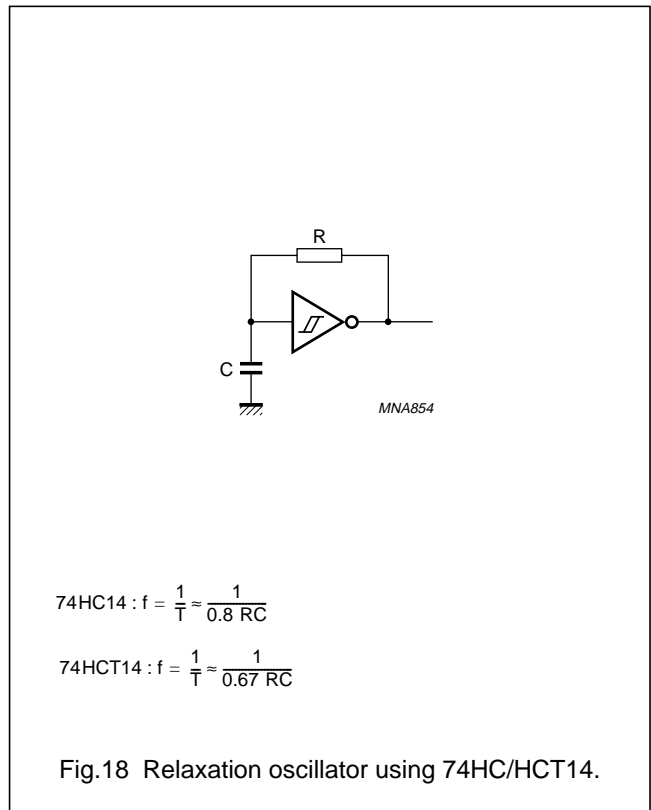 R
C
MNA854
74HC14 : f = 1/T ≈ 1/0.8 RC
74HCT14 : f = 1/T ≈ 1/0.67 RC
Fig.18 Relaxation oscillator using 74HC/HCT14.